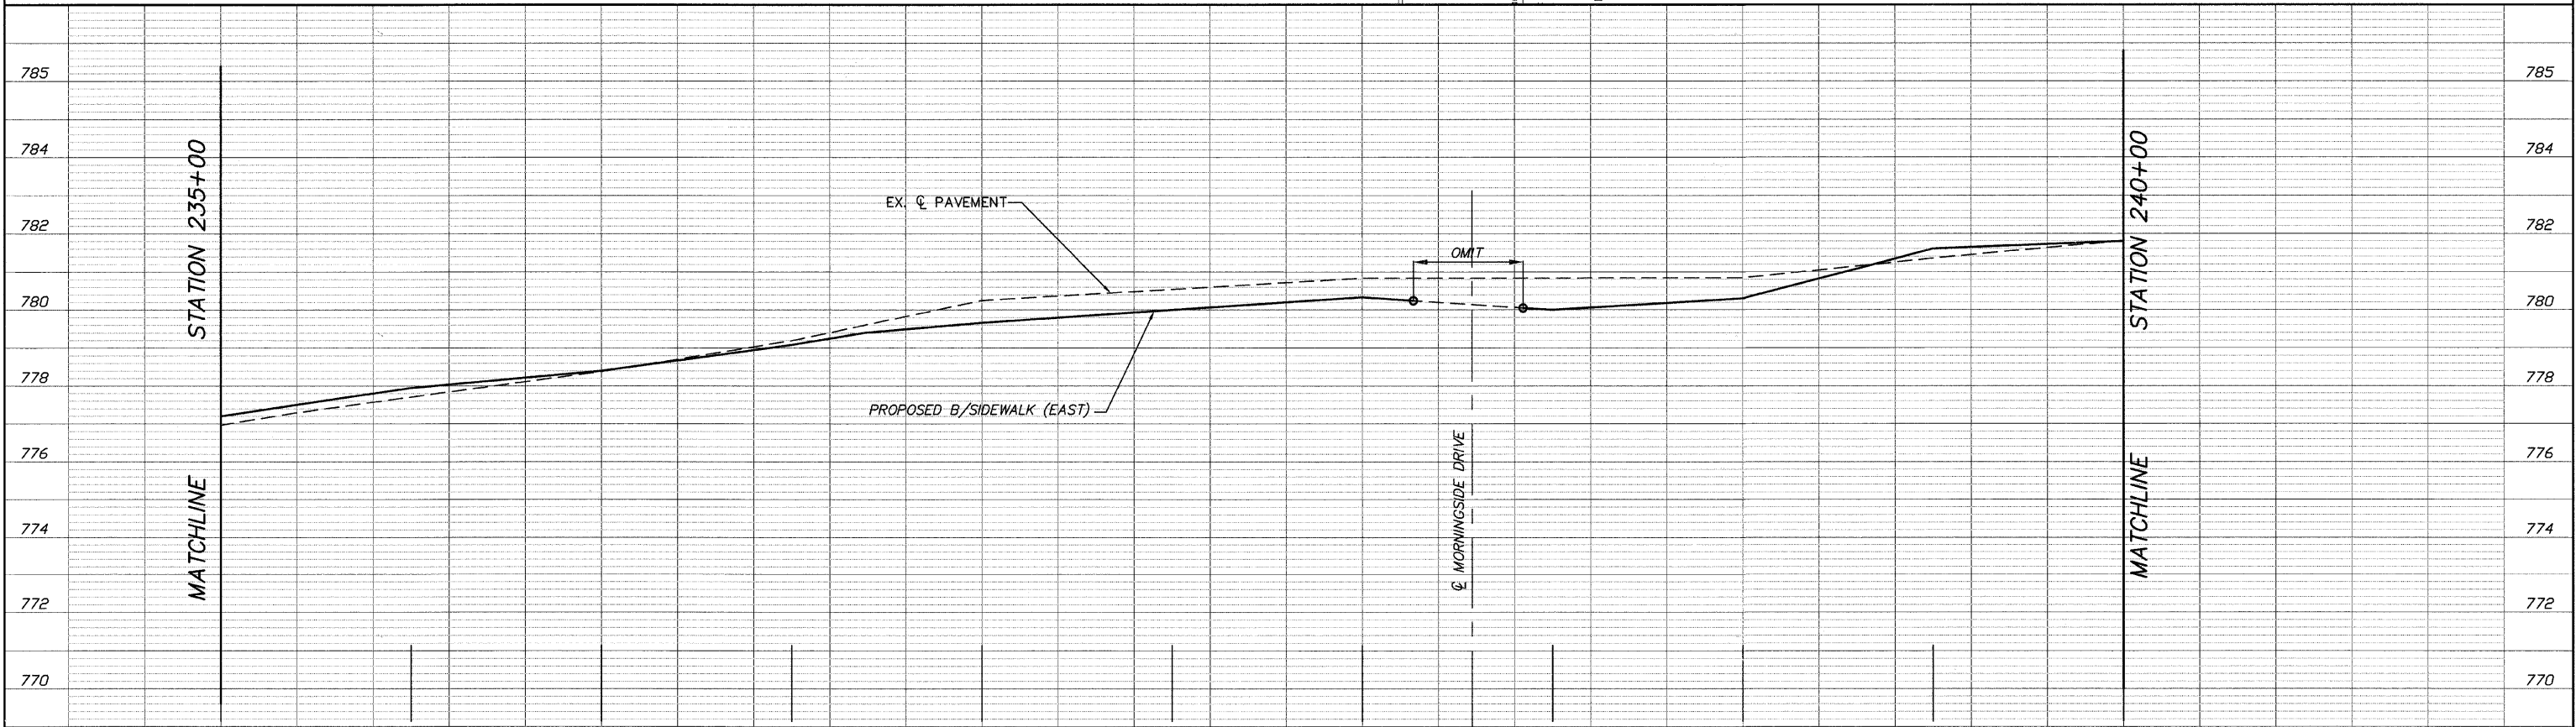 785
784
782
780
778
776
774
772
770
STATION 235+00
MATCHLINE
EX. ℄ PAVEMENT
PROPOSED B/SIDEWALK (EAST)
OMIT
℄ MORNINGSIDE DRIVE
STATION 240+00
MATCHLINE
785
784
782
780
778
776
774
772
770